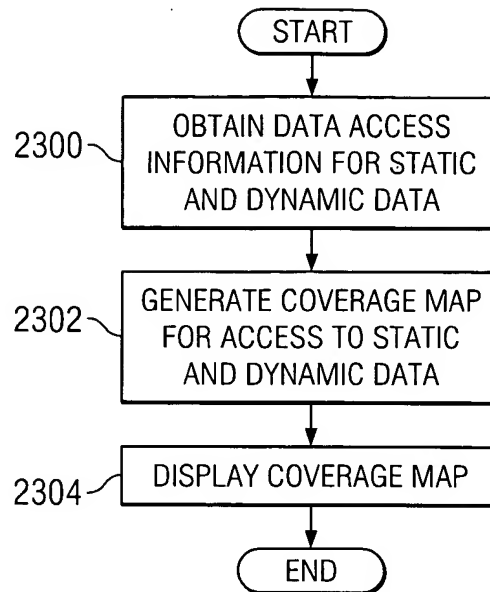 START
2300
OBTAIN DATA ACCESS
INFORMATION FOR STATIC
AND DYNAMIC DATA
2302
GENERATE COVERAGE MAP
FOR ACCESS TO STATIC
AND DYNAMIC DATA
2304
DISPLAY COVERAGE MAP
END